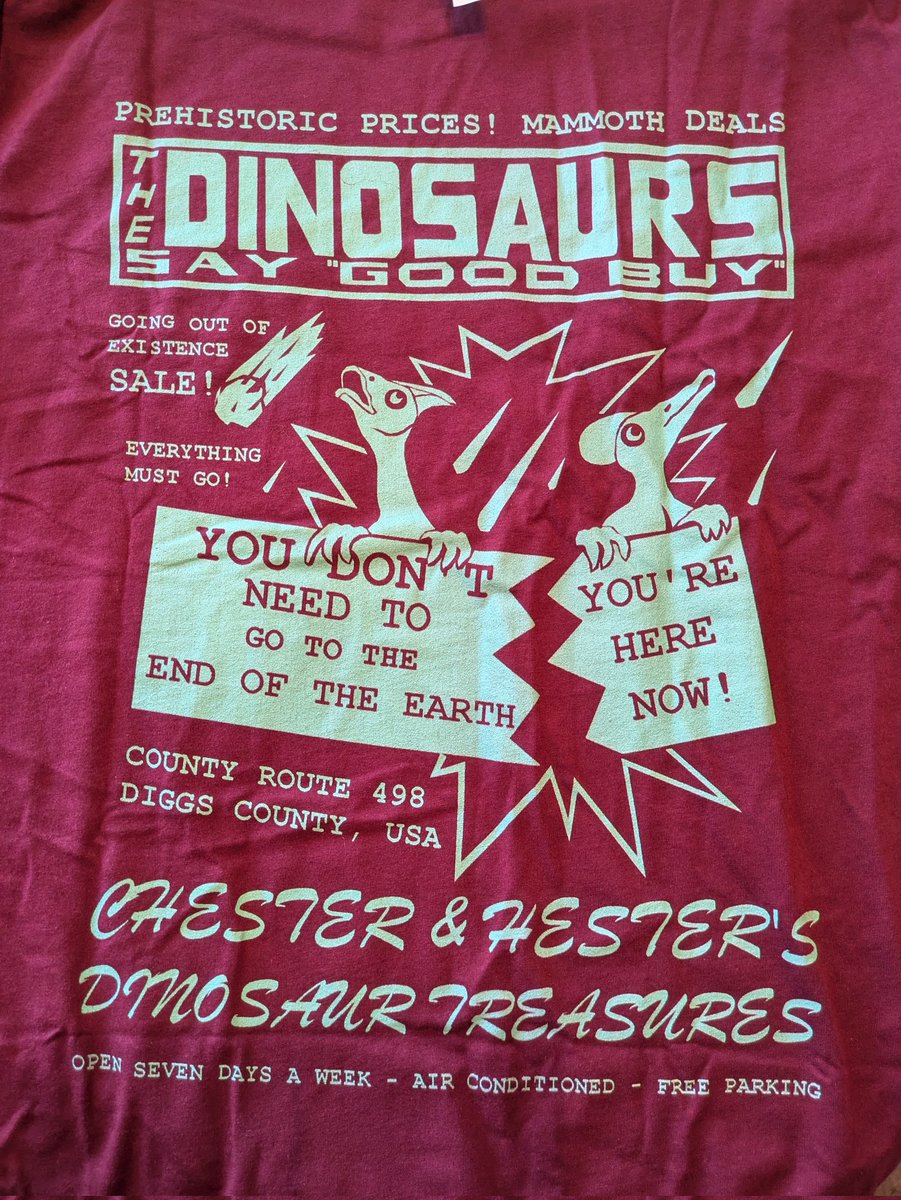 PREHISTORIC PRICES! MAMMOTH DEALS
THE DINOSAURS
SAY "GOOD BUY"
GOING OUT OF
EXISTENCE
SALE!
EVERYTHING
MUST GO!
YOU DON'T
NEED TO
GO TO THE
END OF THE EARTH
YOU'RE
HERE
NOW!
COUNTY ROUTE 498
DIGGS COUNTY, USA
CHESTER & HESTER'S
DINOSAUR TREASURES
OPEN SEVEN DAYS A WEEK - AIR CONDITIONED - FREE PARKING